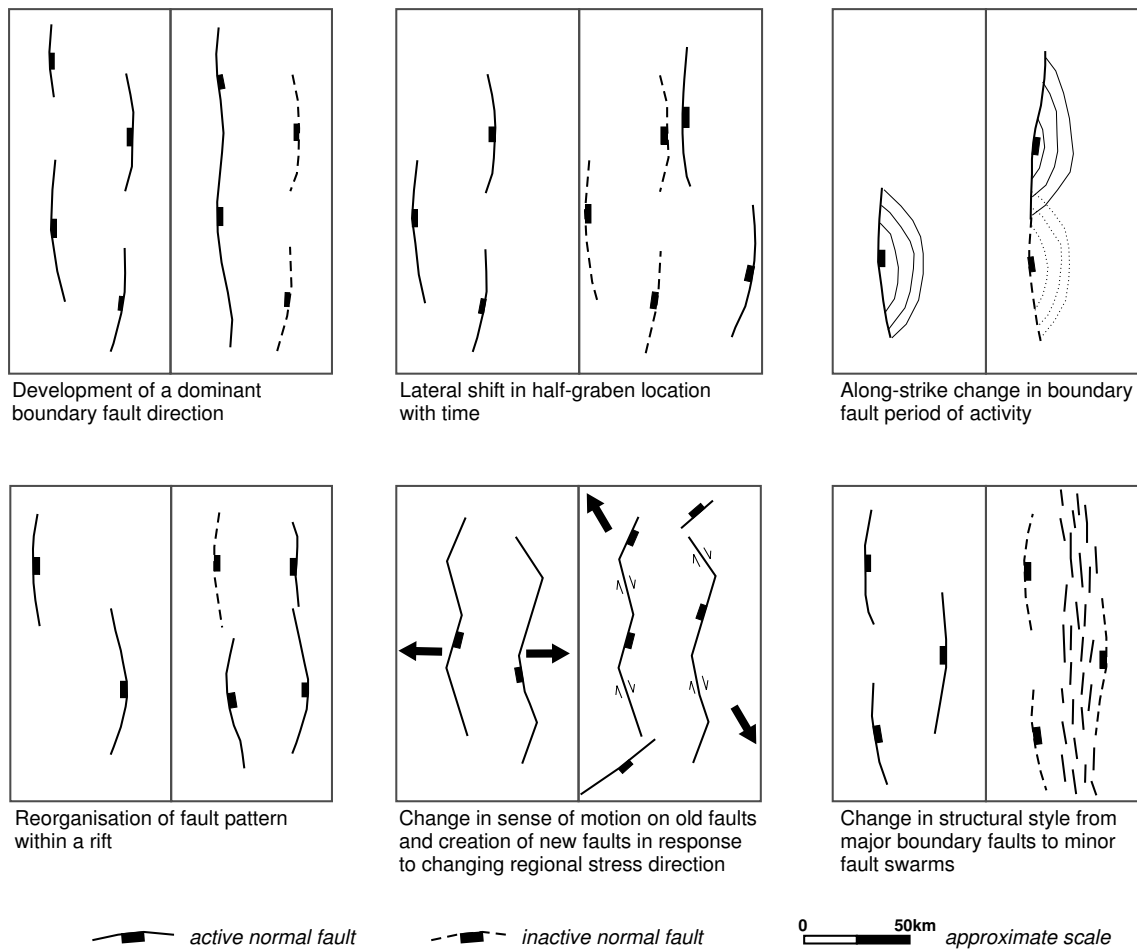 Development of a dominant
boundary fault direction
Lateral shift in half-graben location
with time
Along-strike change in boundary
fault period of activity
Reorganisation of fault pattern
within a rift
Change in sense of motion on old faults
and creation of new faults in response
to changing regional stress direction
Change in structural style from
major boundary faults to minor
fault swarms
active normal fault
inactive normal fault
0 50km
approximate scale